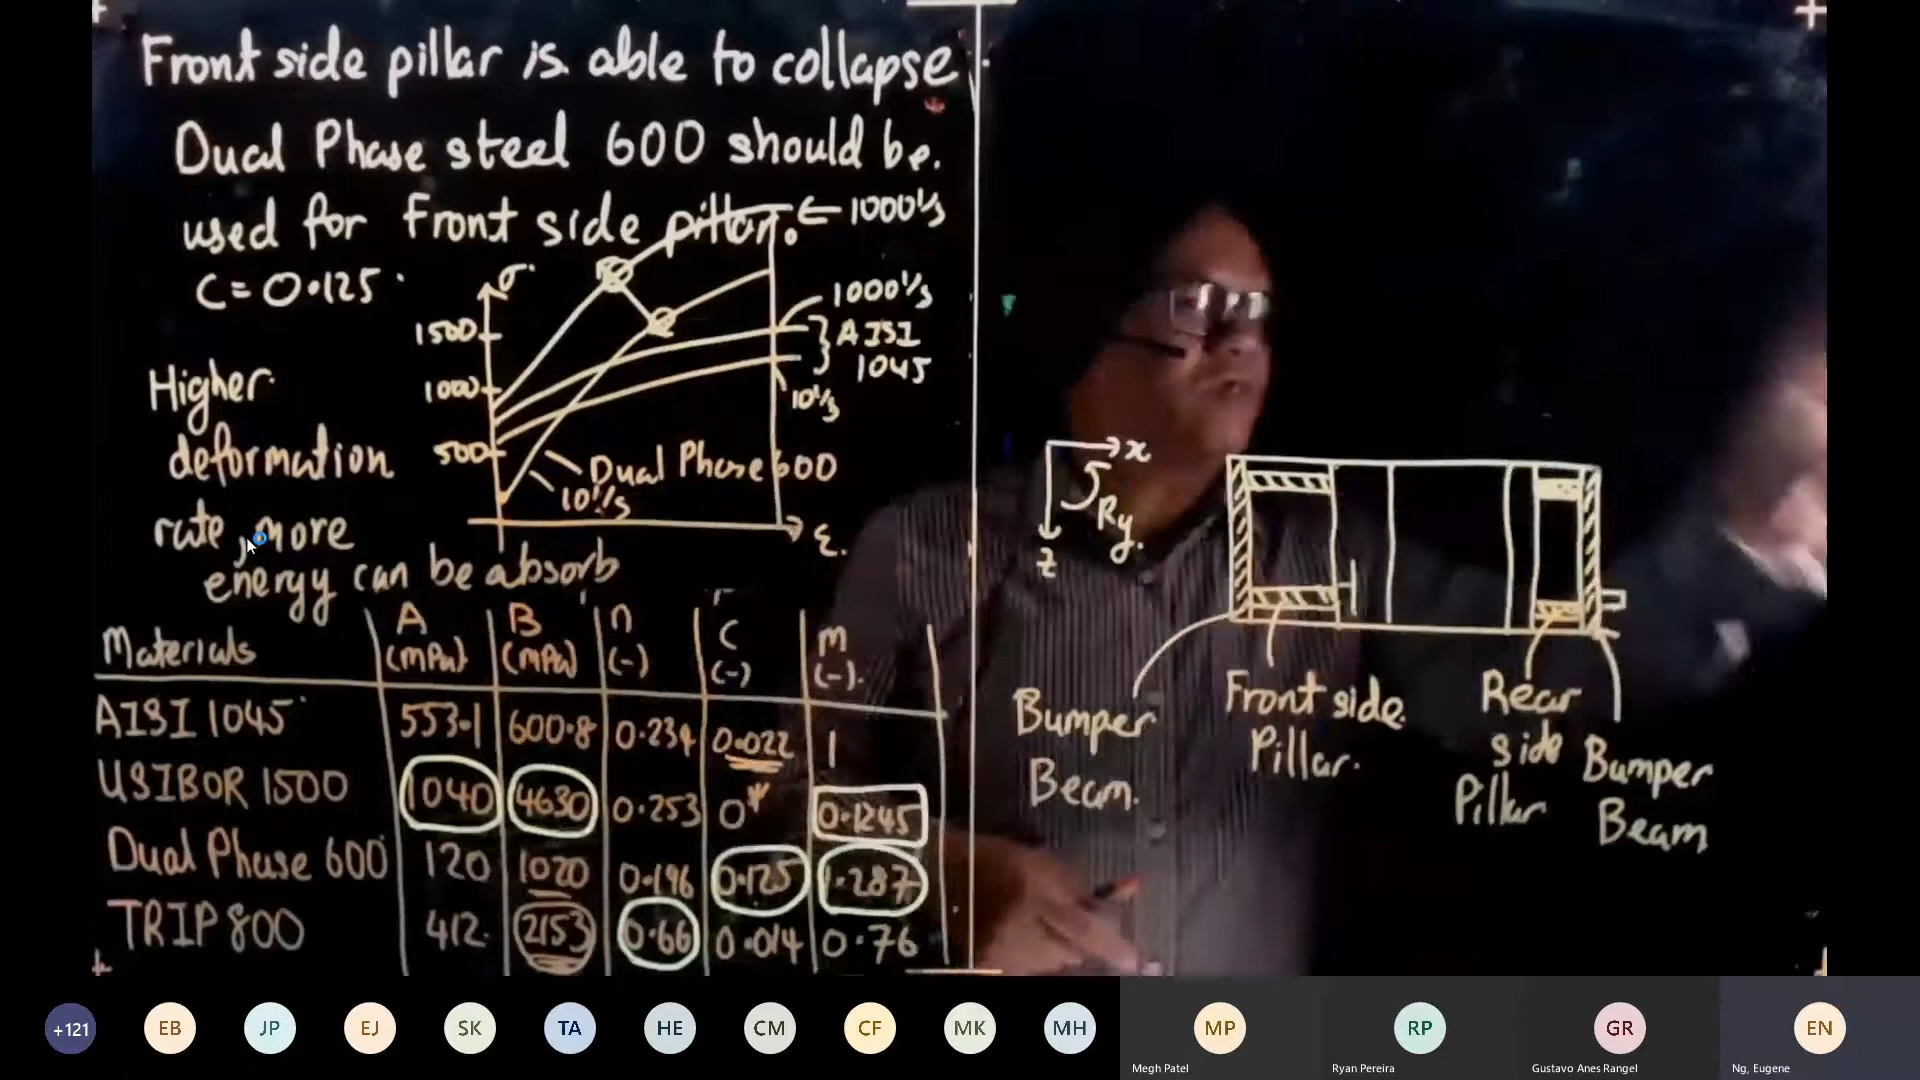 Front side pillar is able to collapse.
Dual Phase steel 600 should be.
used for Front side pillar.
← 1000 1/s
C = 0.125
σ
1500
1000
500
1000 1/s
AISI
1045
10 1/s
Dual Phase 600
10 1/s
ε.
Higher
deformation
rate, more
energy can be absorb
Materials A (MPa) B (MPa) n (-) C (-) m (-).
AISI 1045 553.1 600.8 0.234 0.022 1
USIBOR 1500 1040 4630 0.253 0* 0.1245
Dual Phase 600 120 1020 0.196 0.125 1.287
TRIP 800 412. 2153 0.66 0.014 0.76
x
Ry.
z
Bumper
Beam.
Front side
Pillar.
Rear
side
Pillar
Bumper
Beam
+121 EB JP EJ SK TA HE CM CF MK MH MP RP GR EN
Megh Patel Ryan Pereira Gustavo Anes Rangel Ng, Eugene